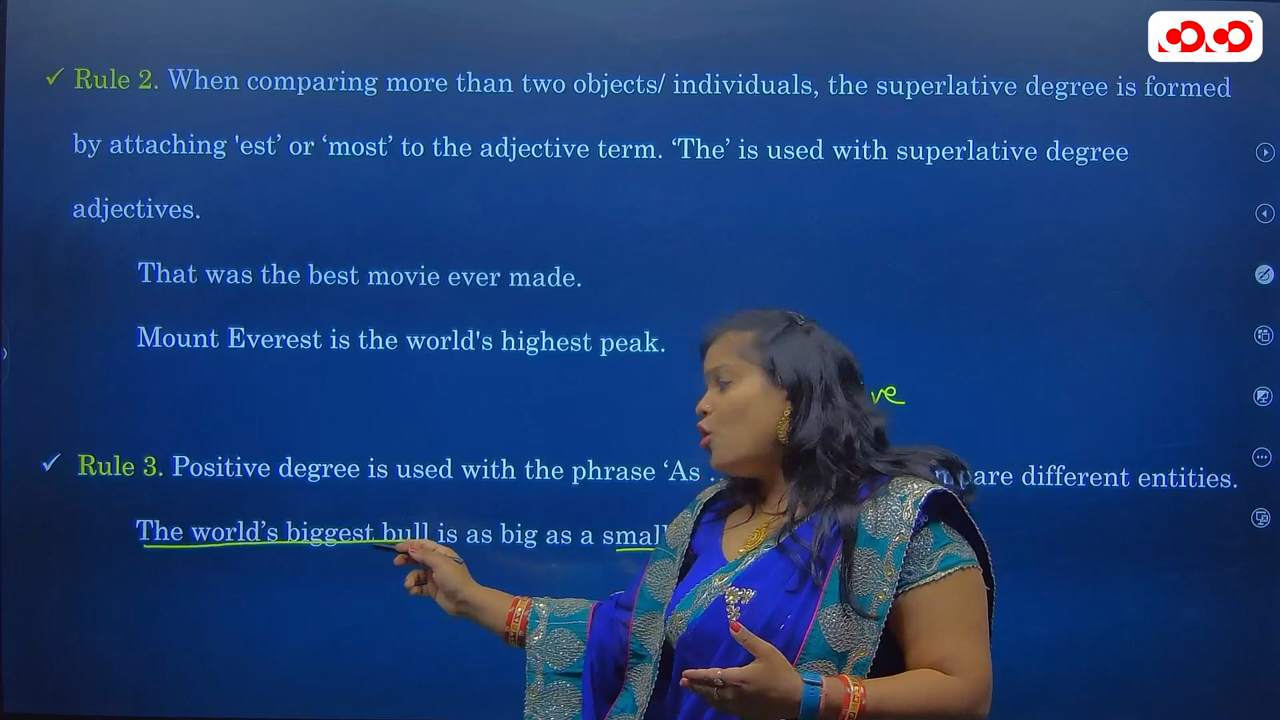 ✓ Rule 2. When comparing more than two objects/ individuals, the superlative degree is formed
by attaching 'est’ or ‘most’ to the adjective term. ‘The’ is used with superlative degree
adjectives.
That was the best movie ever made.
Mount Everest is the world's highest peak.
ve
✓ Rule 3. Positive degree is used with the phrase ‘As pare different entities.
The world’s biggest bull is as big as a small